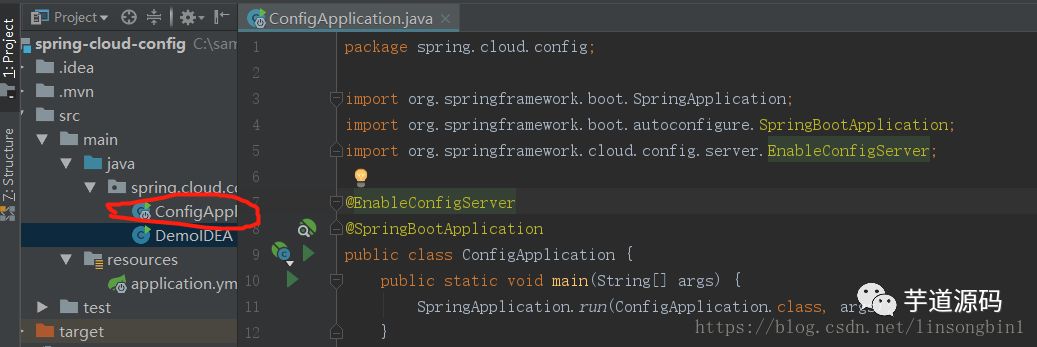 Project
ConfigApplication.java
1: Project
7: Structure
spring-cloud-config C:\sam
.idea
.mvn
src
main
java
spring.cloud.co
ConfigAppl
DemoIDEA
resources
application.ym
test
target
1 package spring.cloud.config;
2
3 import org.springframework.boot.SpringApplication;
4 import org.springframework.boot.autoconfigure.SpringBootApplication;
5 import org.springframework.cloud.config.server.EnableConfigServer;
6
7 @EnableConfigServer
8 @SpringBootApplication
9 public class ConfigApplication {
10 public static void main(String[] args) {
11 SpringApplication.run(ConfigApplication.class, args
12 }
芋道源码
https://blog.csdn.net/linsongbin1